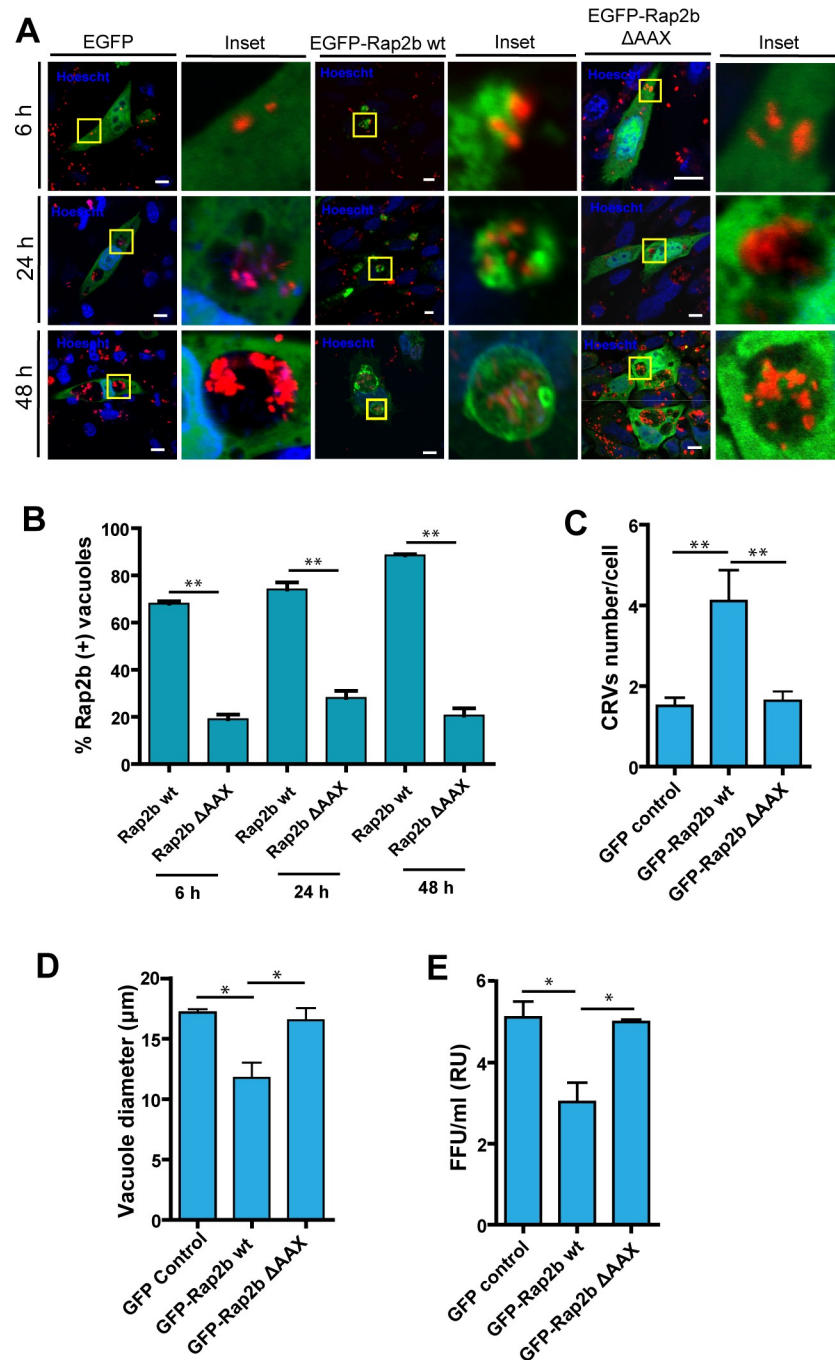 A
EGFP
Inset
EGFP-Rap2b wt
Inset
EGFP-Rap2b
ΔAAX
Inset
6 h
Hoescht
Hoescht
Hoescht
24 h
Hoescht
Hoescht
Hoescht
48 h
Hoescht
Hoescht
Hoescht
B
% Rap2b (+) vacuoles
100
80
60
40
20
0
**
**
**
Rap2b wt
Rap2b ΔAAX
Rap2b wt
Rap2b ΔAAX
Rap2b wt
Rap2b ΔAAX
6 h
24 h
48 h
C
CRVs number/cell
6
4
2
0
**
**
GFP control
GFP-Rap2b wt
GFP-Rap2b ΔAAX
D
Vacuole diameter (µm)
20
15
10
5
0
*
*
GFP Control
GFP-Rap2b wt
GFP-Rap2b ΔAAX
E
FFU/ml (RU)
6
4
2
0
*
*
GFP control
GFP-Rap2b wt
GFP-Rap2b ΔAAX